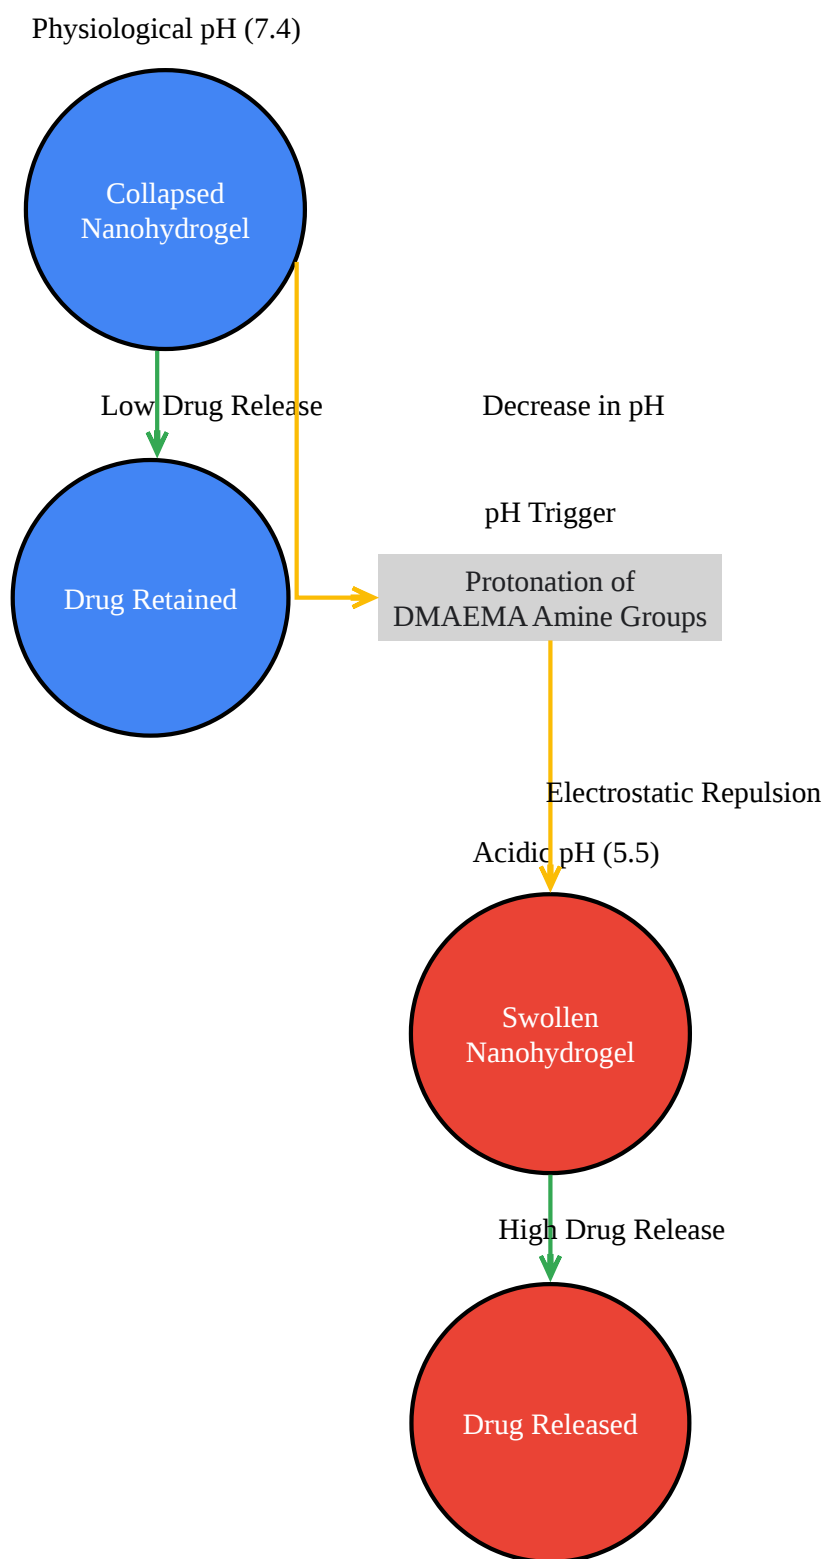 Physiological pH (7.4)
Collapsed
Nanohydrogel
Low Drug Release
Decrease in pH
pH Trigger
Protonation of
DMAEMA Amine Groups
Drug Retained
Electrostatic Repulsion
Acidic pH (5.5)
Swollen
Nanohydrogel
High Drug Release
Drug Released